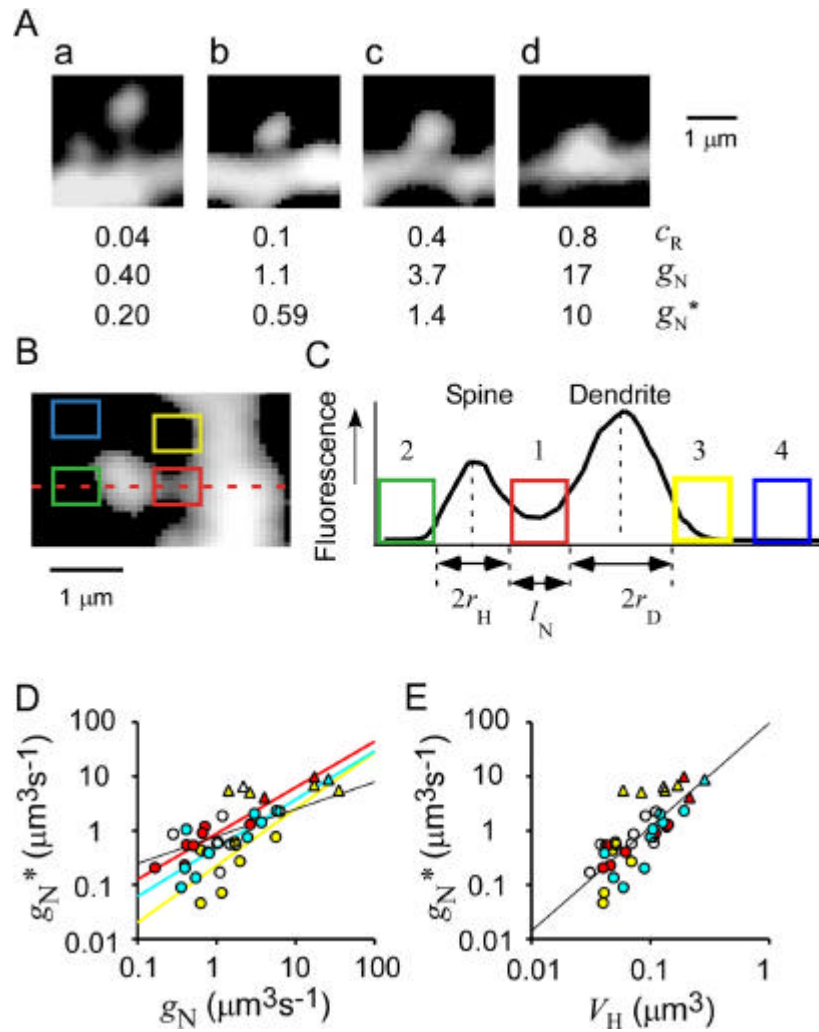 A
a b c d
1 μm
0.04 0.1 0.4 0.8 cR
0.40 1.1 3.7 17 gN
0.20 0.59 1.4 10 gN*
B
1 μm
C
Fluorescence
Spine Dendrite
2 1 3 4
2rH lN 2rD
D
gN* (μm³s-¹)
100
10
1
0.1
0.01
0.1 1 10 100
gN (μm³s-¹)
E
gN* (μm³s-¹)
100
10
1
0.1
0.01
0.01 0.1 1
VH (μm³)